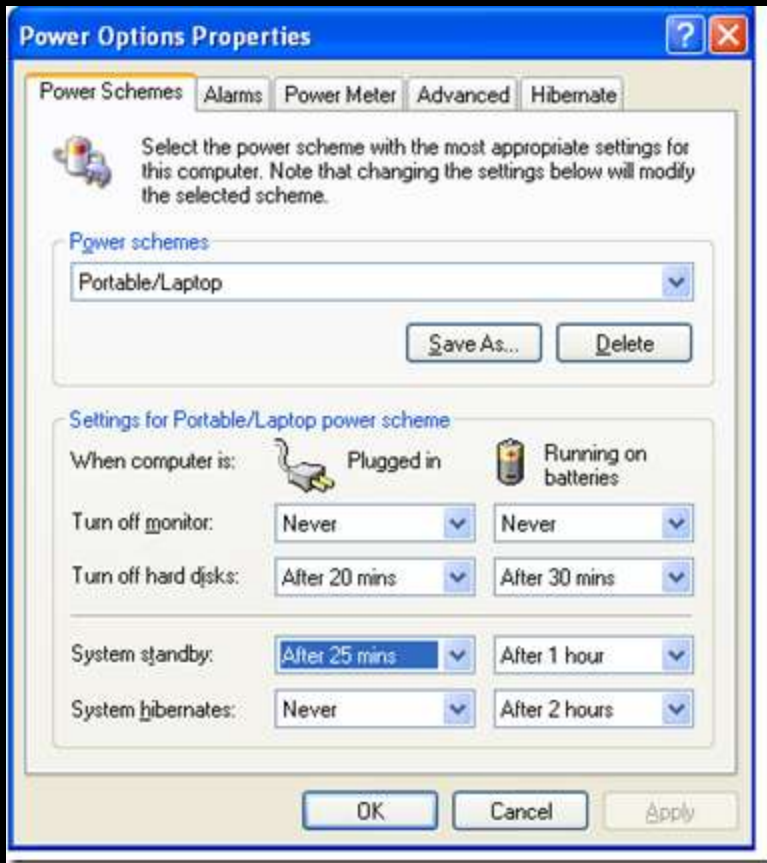 Power Options Properties
Power Schemes Alarms Power Meter Advanced Hibernate
Select the power scheme with the most appropriate settings for
this computer. Note that changing the settings below will modify
the selected scheme.
Power schemes
Portable/Laptop
Save As... Delete
Settings for Portable/Laptop power scheme
When computer is: Plugged in Running on
batteries
Turn off monitor: Never Never
Turn off hard disks: After 20 mins After 30 mins
System standby: After 25 mins After 1 hour
System hibernates: Never After 2 hours
OK Cancel Apply